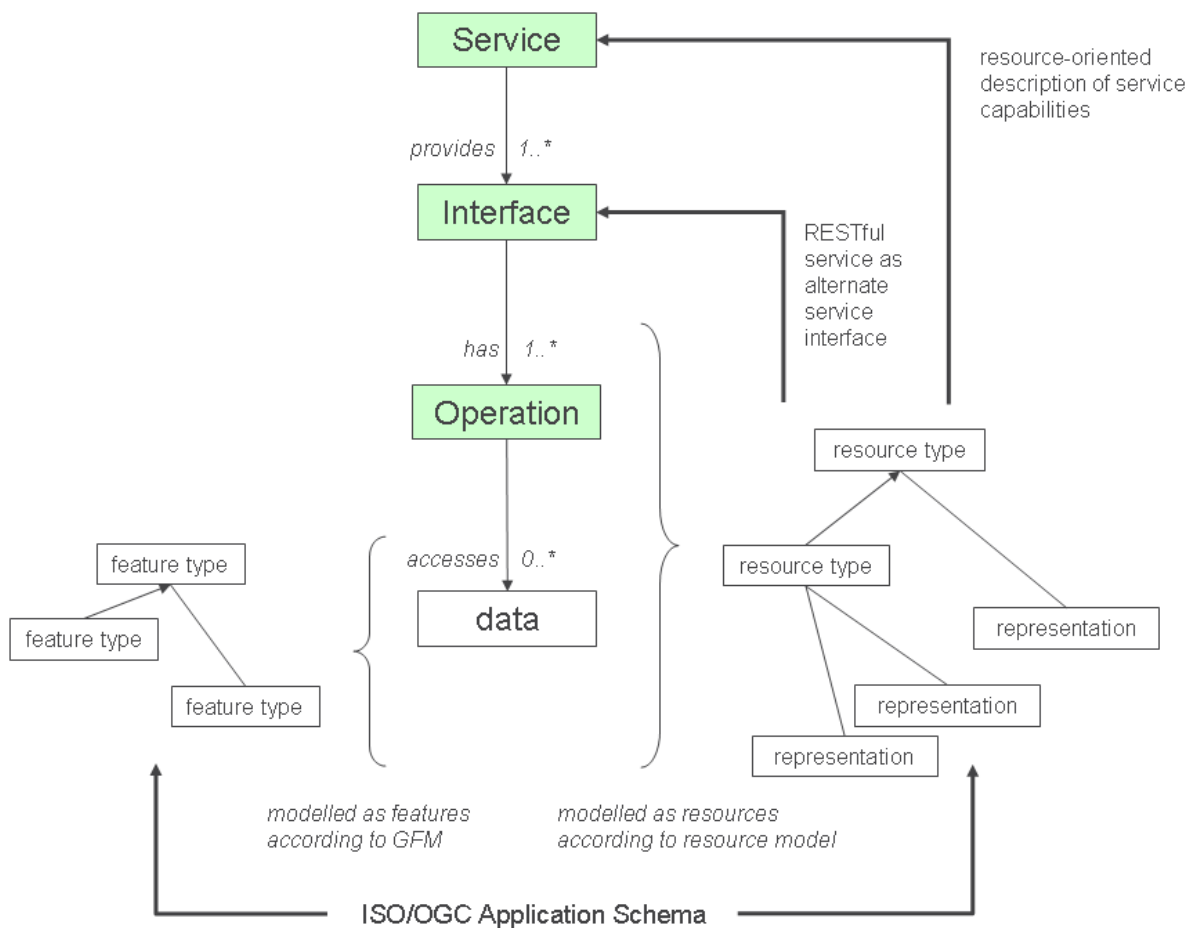 Service
resource-oriented
description of service
capabilities
provides 1..*
Interface
RESTful
service as
alternate
service
interface
has 1..*
Operation
resource type
accesses 0..*
feature type
resource type
data
feature type
representation
feature type
representation
representation
modelled as features
according to GFM
modelled as resources
according to resource model
ISO/OGC Application Schema